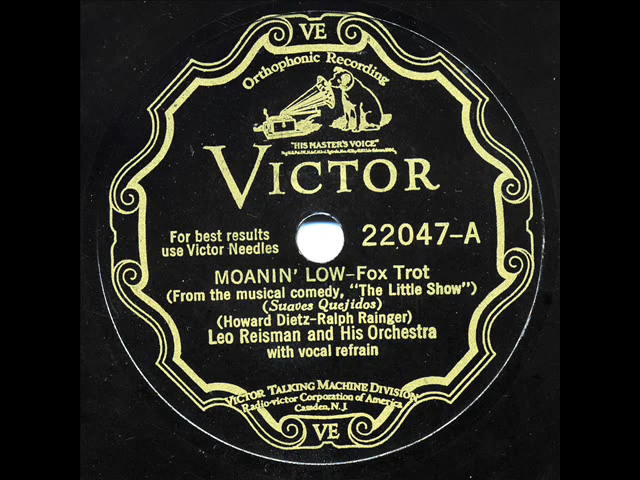 VE
Orthophonic Recording
"HIS MASTER'S VOICE"
VICTOR
For best results
use Victor Needles
22047-A
MOANIN' LOW-Fox Trot
(From the musical comedy, "The Little Show")
(Suaves Quejidos)
(Howard Dietz-Ralph Rainger)
Leo Reisman and His Orchestra
with vocal refrain
VICTOR TALKING MACHINE DIVISION
Radio-victor Corporation of America
Camden, N. J.
VE